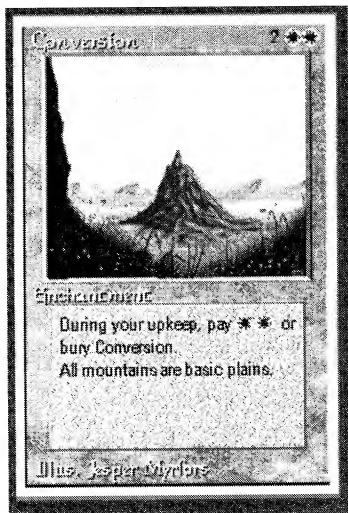 Conversion 2
Enchantment
During your upkeep, pay or
bury Conversion.
All mountains are basic plains.
Illus. Jesper Myrfors